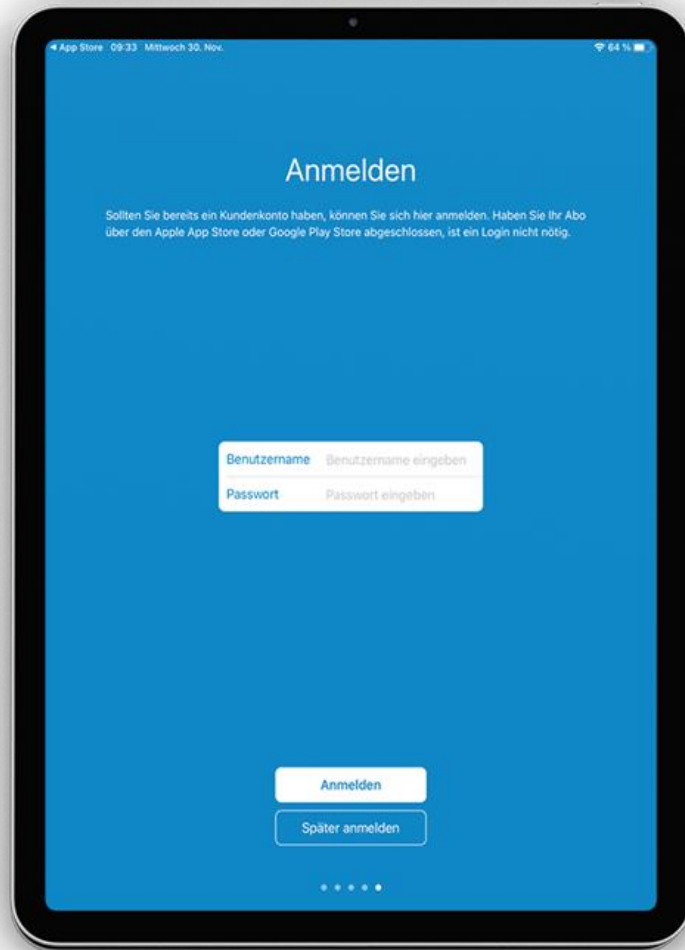 ◀ App Store 09:33 Mittwoch 30. Nov. 64 %
Anmelden
Sollten Sie bereits ein Kundenkonto haben, können Sie sich hier anmelden. Haben Sie Ihr Abo
über den Apple App Store oder Google Play Store abgeschlossen, ist ein Login nicht nötig.
Benutzername Benutzername eingeben
Passwort Passwort eingeben
Anmelden
Später anmelden